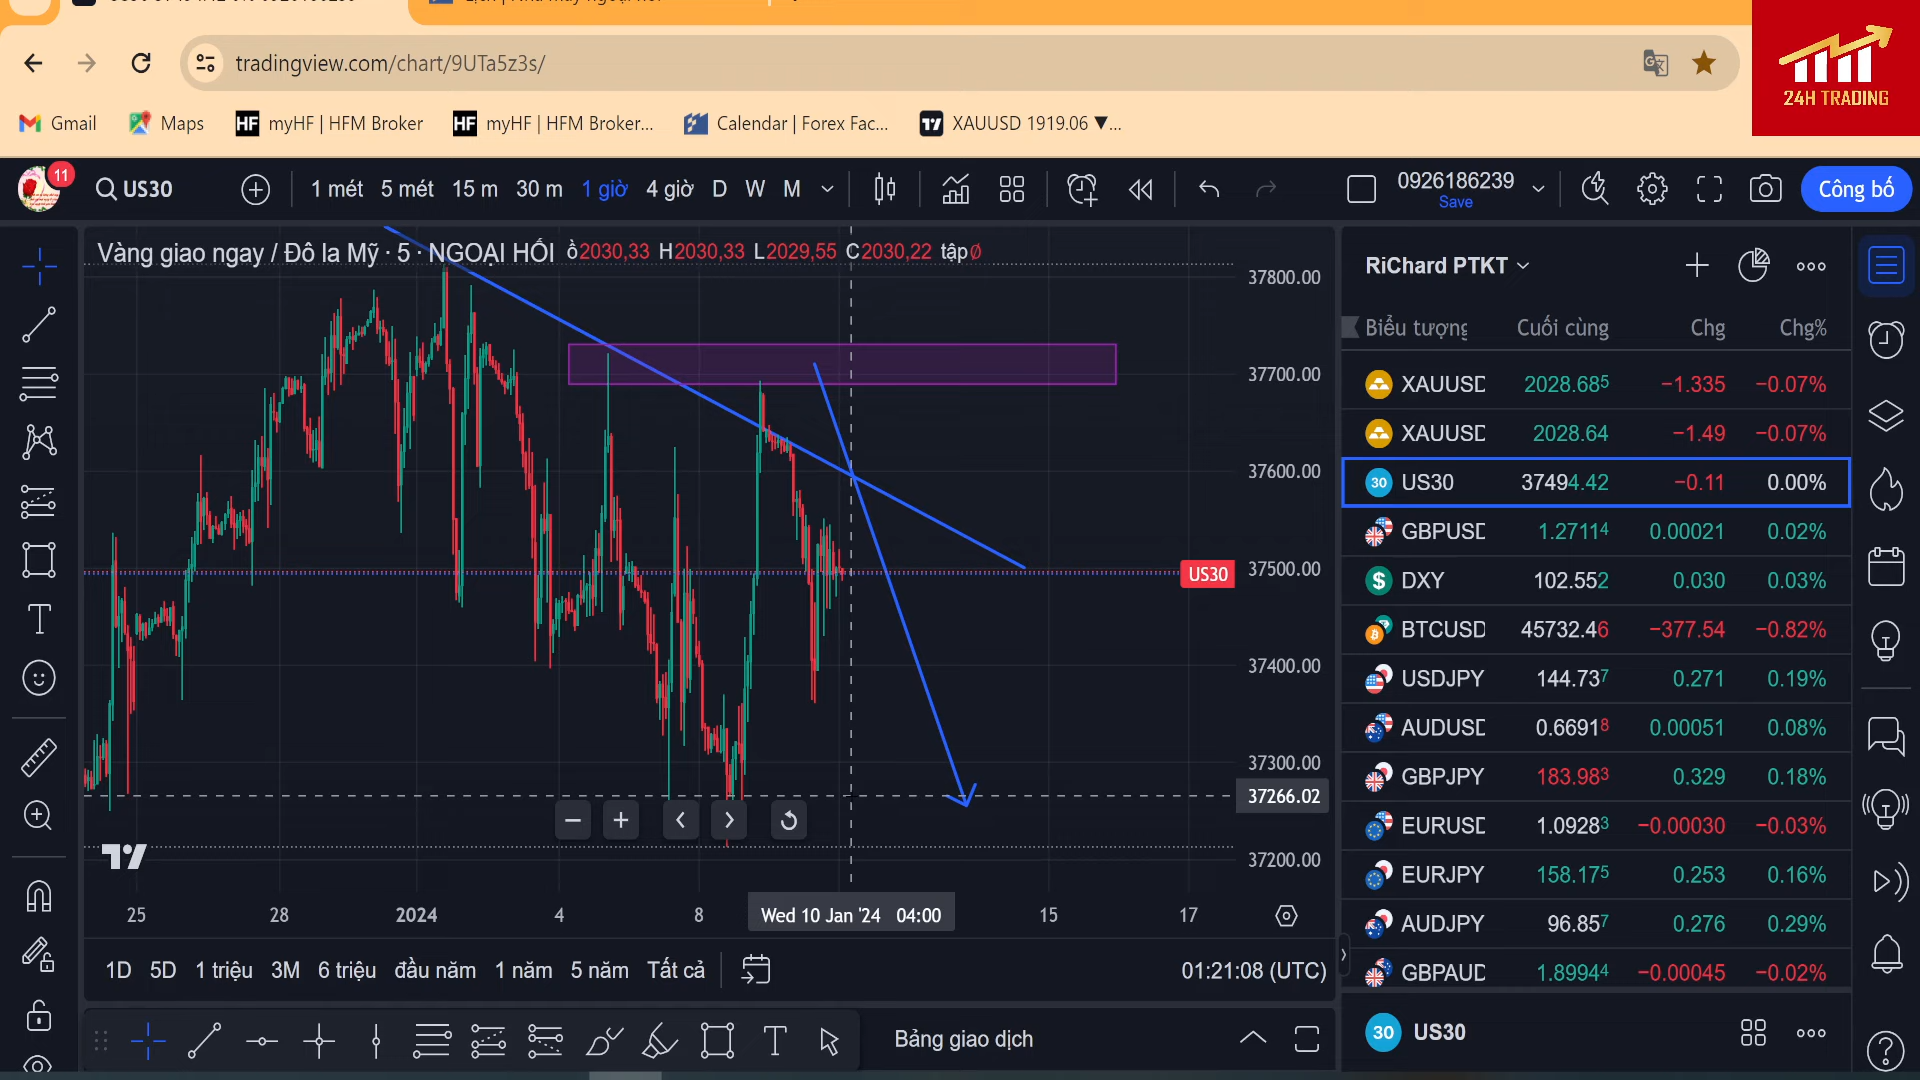 tradingview.com/chart/9UTa5z3s/
24H TRADING
Gmail
Maps
HF myHF | HFM Broker
HF myHF | HFM Broker...
Calendar | Forex Fac...
XAUUSD 1919.06 ▼...
11
US30
1 mét 5 mét 15 m 30 m 1 giờ 4 giờ D W M
0926186239
Save
Công bố
Vàng giao ngay / Đô la Mỹ · 5 · NGOẠI HỐI ồ2030,33 H2030,33 L2029,55 C2030,22 tập∅
37800.00
37700.00
37600.00
US30 37500.00
37400.00
37300.00
37266.02
37200.00
25 28 2024 4 8 Wed 10 Jan '24 04:00 15 17
1D 5D 1 triệu 3M 6 triệu đầu năm 1 năm 5 năm Tất cả
01:21:08 (UTC)
Bảng giao dịch
RiChard PTKT
Biểu tượng Cuối cùng Chg Chg%
XAUUSD 2028.685 −1.335 −0.07%
XAUUSD 2028.64 −1.49 −0.07%
30 US30 37494.42 −0.11 0.00%
GBPUSD 1.27114 0.00021 0.02%
$ DXY 102.552 0.030 0.03%
BTCUSD 45732.46 −377.54 −0.82%
USDJPY 144.737 0.271 0.19%
AUDUSD 0.66918 0.00051 0.08%
GBPJPY 183.983 0.329 0.18%
EURUSD 1.09283 −0.00030 −0.03%
EURJPY 158.175 0.253 0.16%
AUDJPY 96.857 0.276 0.29%
GBPAUD 1.89944 −0.00045 −0.02%
30 US30